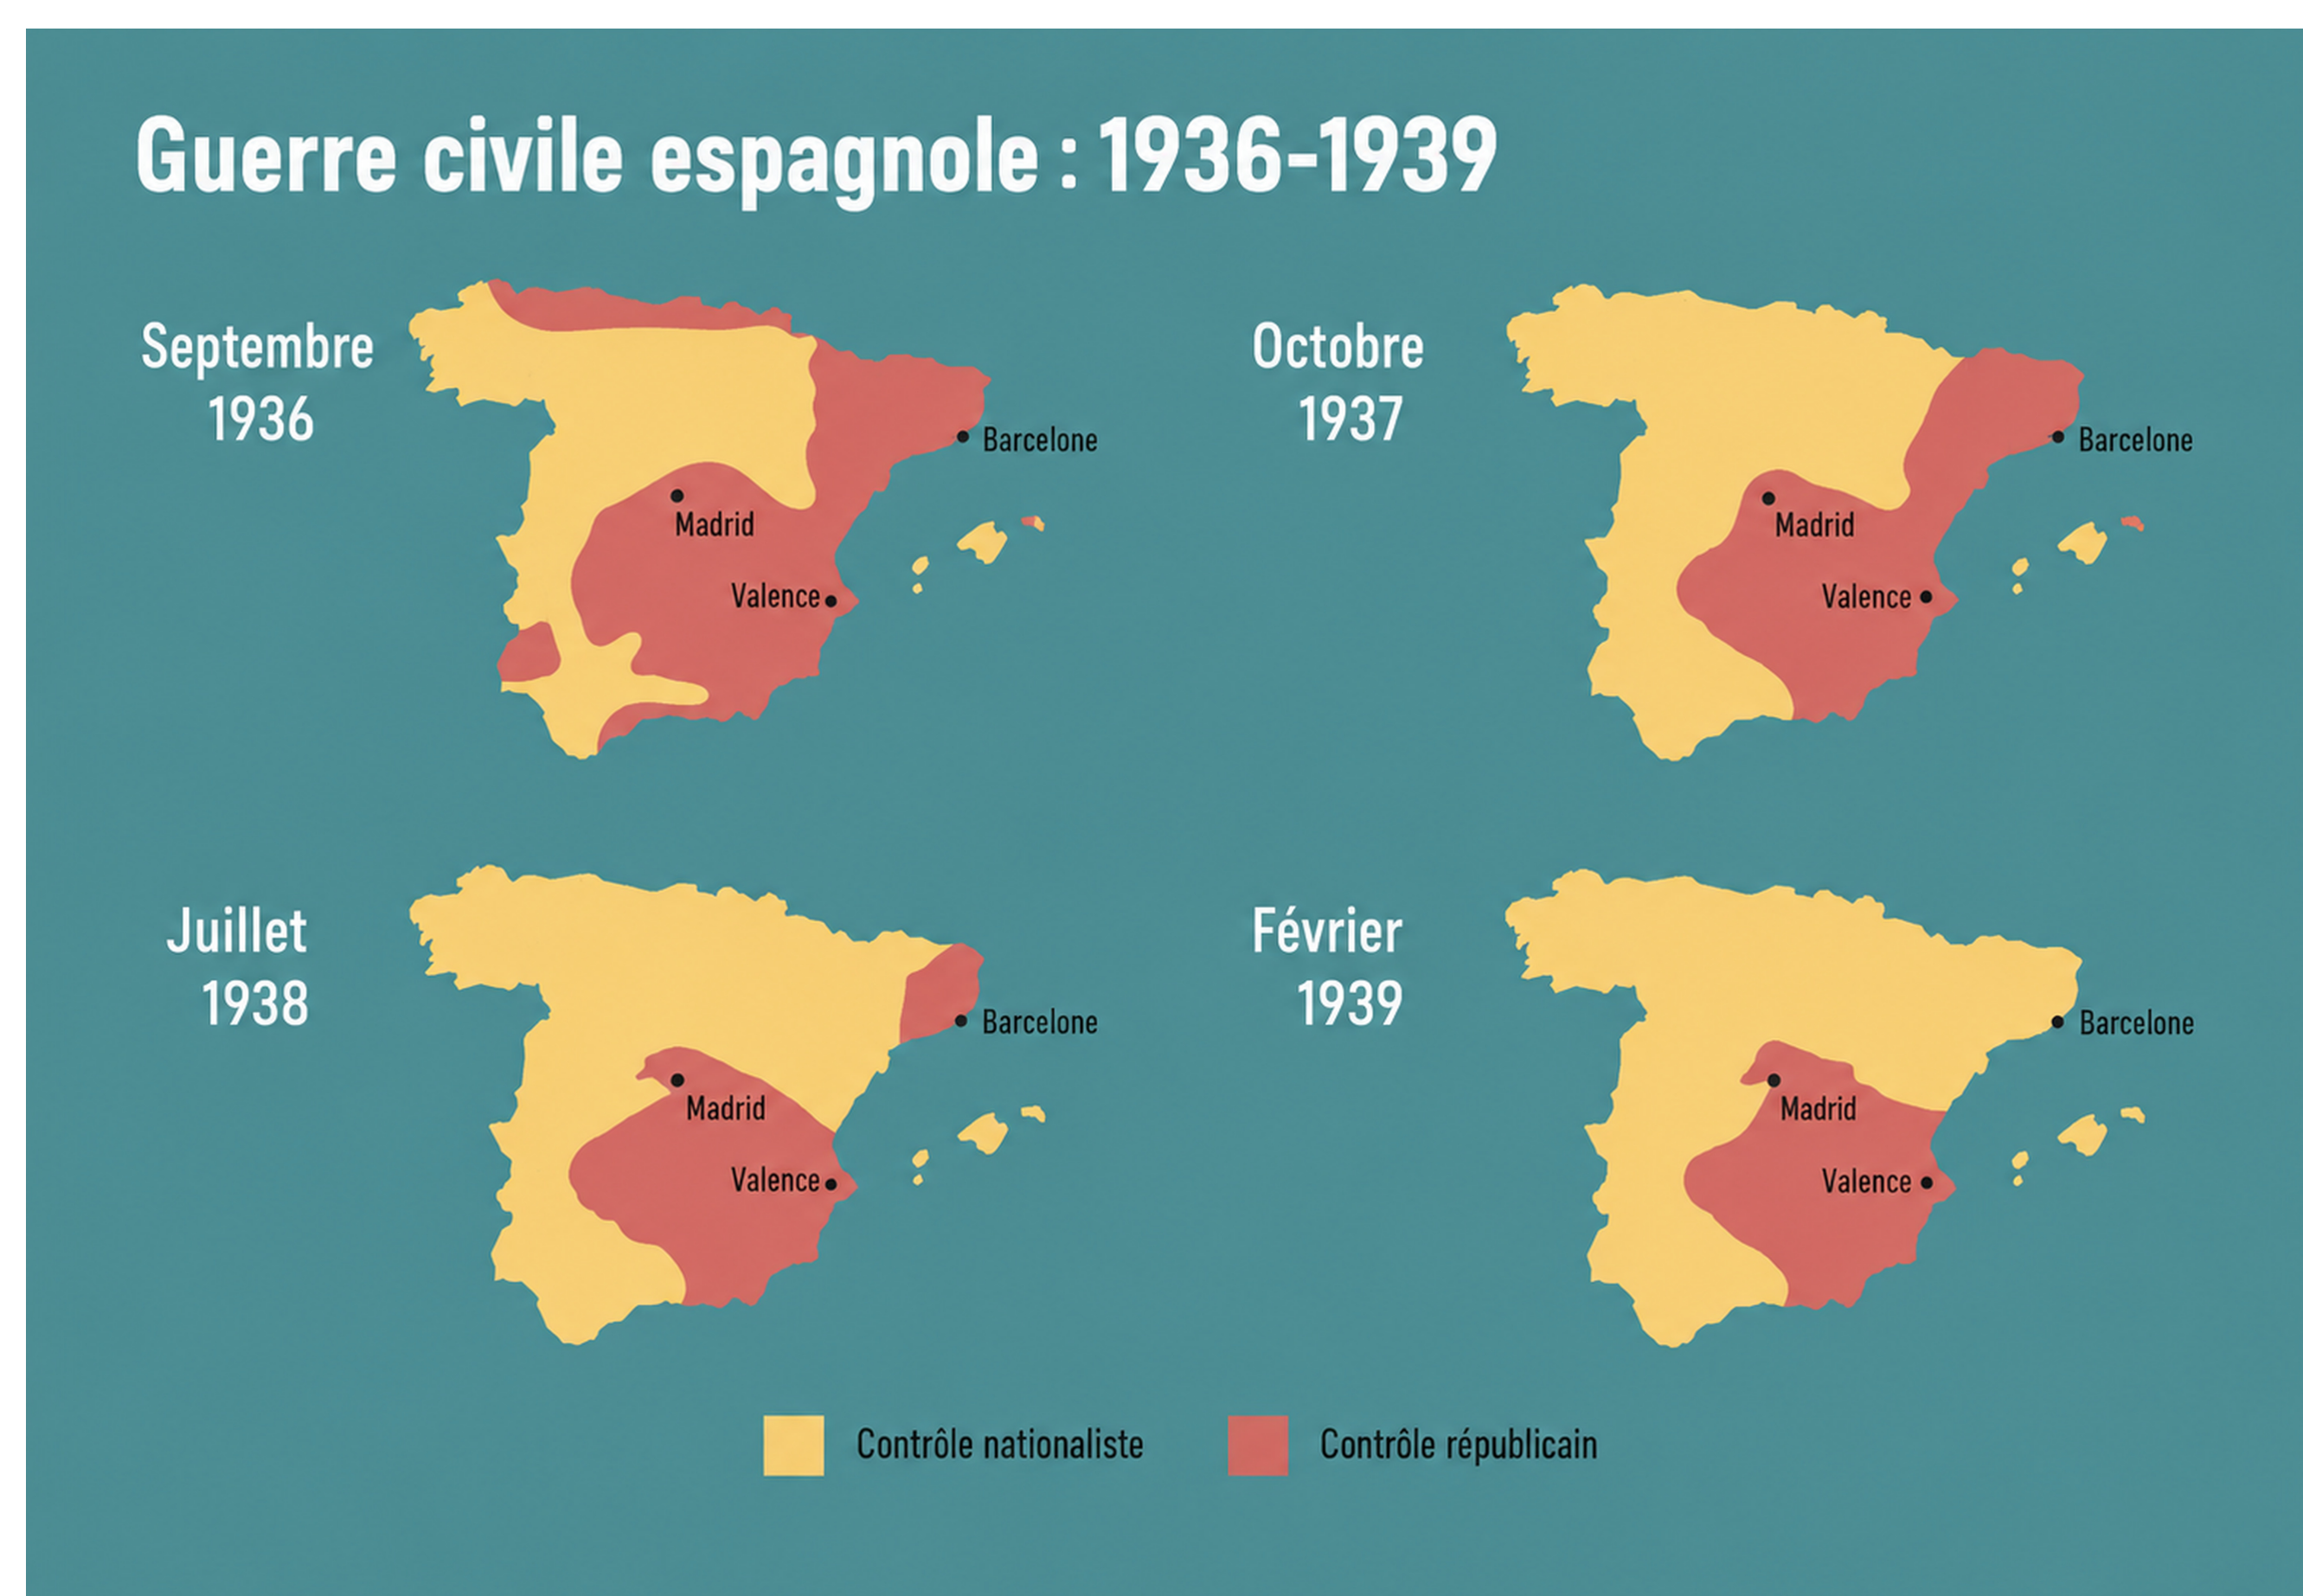 Guerre civile espagnole : 1936-1939
Septembre
1936
Barcelone
Madrid
Valence
Octobre
1937
Barcelone
Madrid
Valence
Juillet
1938
Barcelone
Madrid
Valence
Février
1939
Barcelone
Madrid
Valence
Contrôle nationaliste
Contrôle républicain